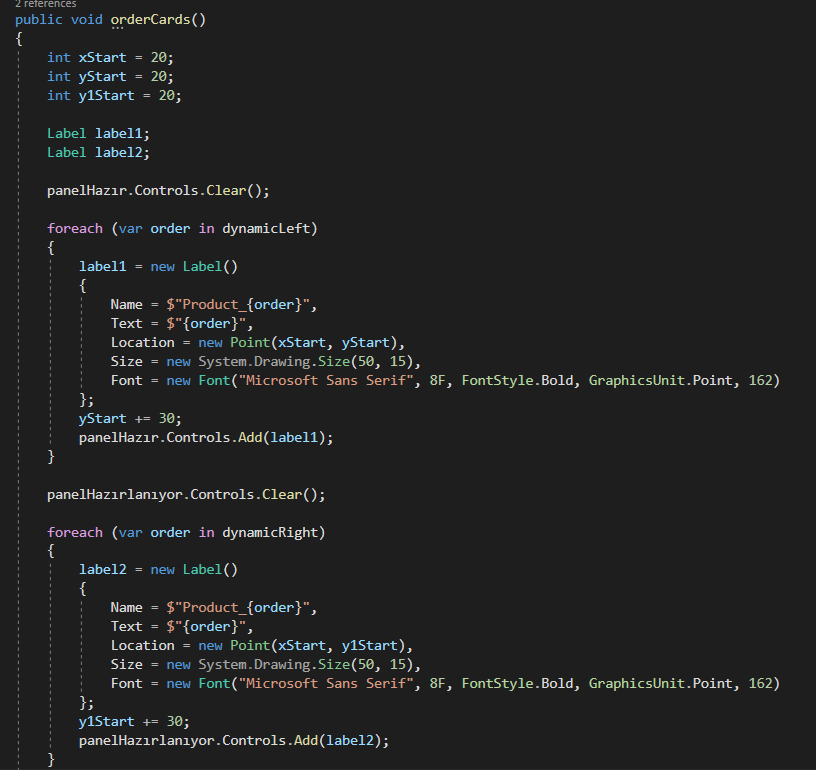 2 references
public void orderCards()
{
int xStart = 20;
int yStart = 20;
int y1Start = 20;
Label label1;
Label label2;
panelHazır.Controls.Clear();
foreach (var order in dynamicLeft)
{
label1 = new Label()
{
Name = $"Product_{order}",
Text = $"{order}",
Location = new Point(xStart, yStart),
Size = new System.Drawing.Size(50, 15),
Font = new Font("Microsoft Sans Serif", 8F, FontStyle.Bold, GraphicsUnit.Point, 162)
};
yStart += 30;
panelHazır.Controls.Add(label1);
}
panelHazırlanıyor.Controls.Clear();
foreach (var order in dynamicRight)
{
label2 = new Label()
{
Name = $"Product_{order}",
Text = $"{order}",
Location = new Point(xStart, y1Start),
Size = new System.Drawing.Size(50, 15),
Font = new Font("Microsoft Sans Serif", 8F, FontStyle.Bold, GraphicsUnit.Point, 162)
};
y1Start += 30;
panelHazırlanıyor.Controls.Add(label2);
}